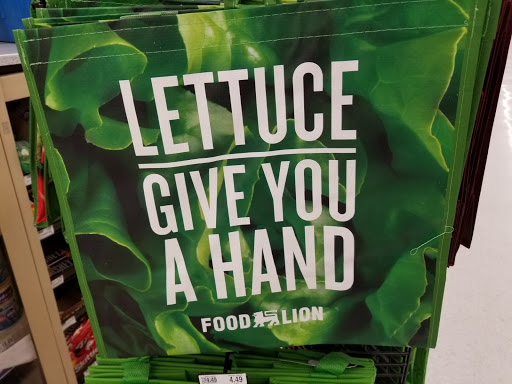 LETTUCE
GIVE YOU
A HAND
FOOD LION
4.49